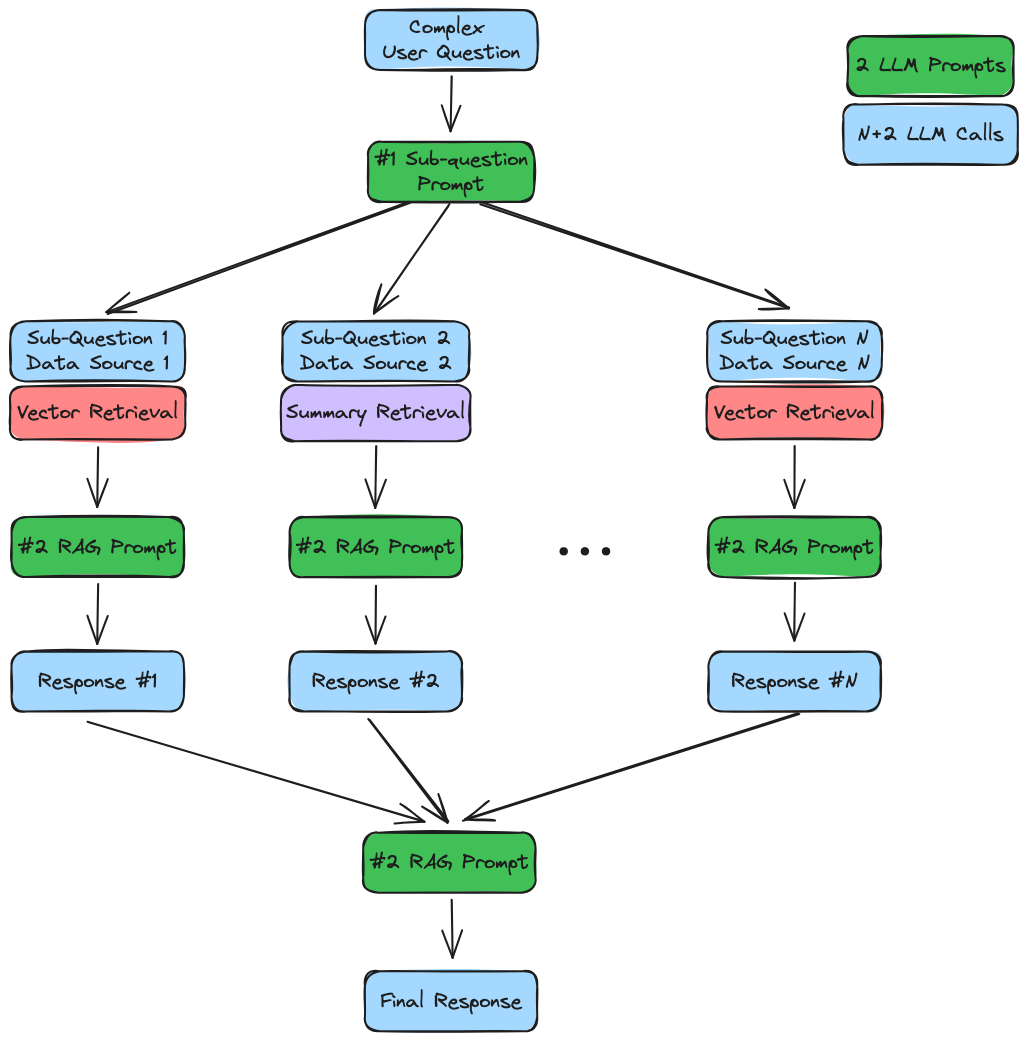 Complex
User Question
2 LLM Prompts
N+2 LLM Calls
#1 Sub-question
Prompt
Sub-Question 1
Data Source 1
Vector Retrieval
Sub-Question 2
Data Source 2
Summary Retrieval
Sub-Question N
Data Source N
Vector Retrieval
#2 RAG Prompt
#2 RAG Prompt
...
#2 RAG Prompt
Response #1
Response #2
Response #N
#2 RAG Prompt
Final Response